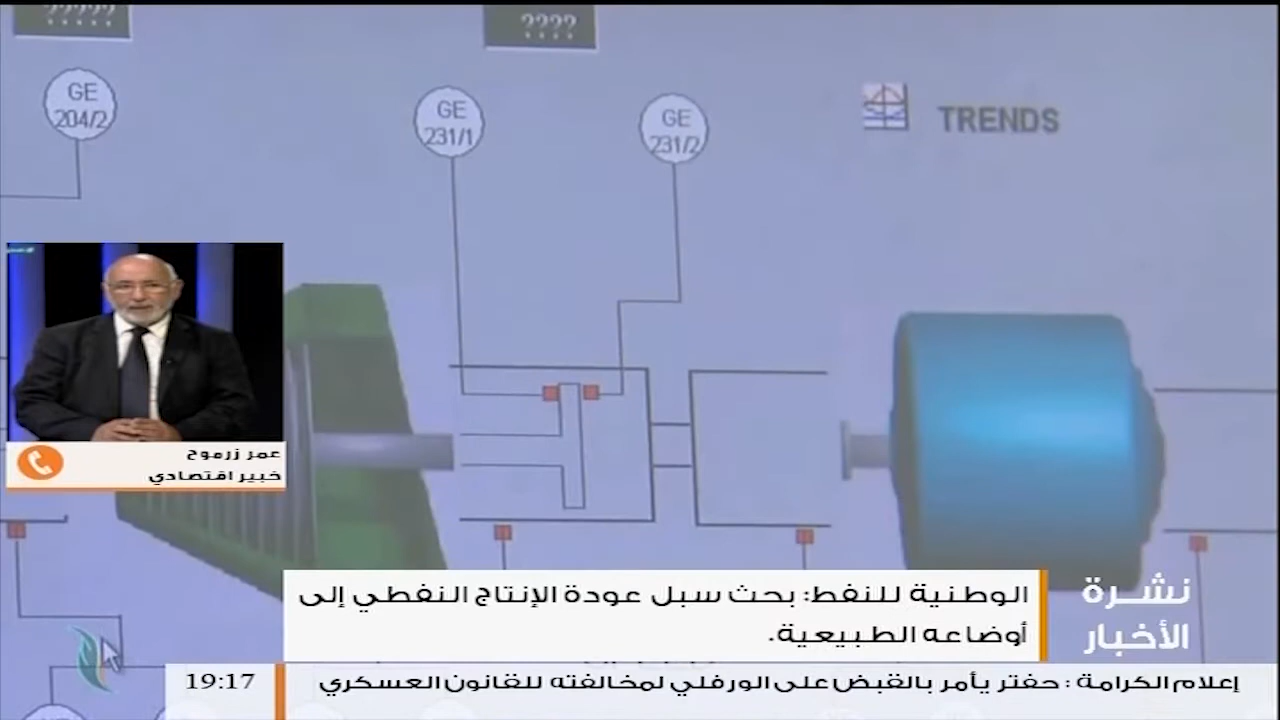 ?????
????
GE
204/2
GE
231/1
GE
231/2
TRENDS
عمر زرموح
خبير اقتصادي
نشرة
الأخبار
الوطنية للنفط: بحث سبل عودة الإنتاج النفطي إلى
أوضاعه الطبيعية.
19:17
إعلام الكرامة : حفتر يأمر بالقبض على الورفلي لمخالفته للقانون العسكري